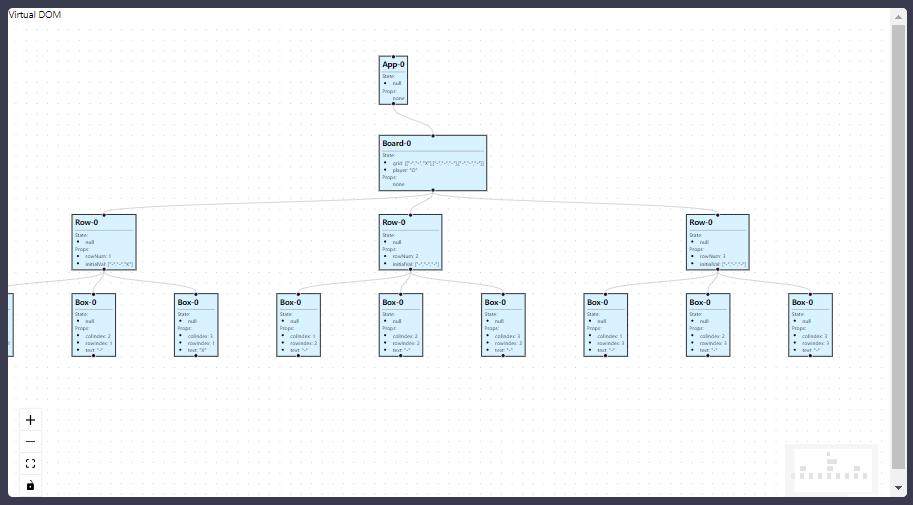 Virtual DOM
App-0
State:
null
Props:
none
Board-0
State:
grid: [["-","-","X"],["-","-","-"],["-","-","-"]]
player: "O"
Props:
none
Row-0
State:
null
Props:
rowNum: 1
initialVal: ["-","-","X"]
Row-0
State:
null
Props:
rowNum: 2
initialVal: ["-","-","-"]
Row-0
State:
null
Props:
rowNum: 3
initialVal: ["-","-","-"]
Box-0
State:
null
Props:
colIndex: 2
rowIndex: 1
text: "-"
Box-0
State:
null
Props:
colIndex: 3
rowIndex: 1
text: "X"
Box-0
State:
null
Props:
colIndex: 1
rowIndex: 2
text: "-"
Box-0
State:
null
Props:
colIndex: 2
rowIndex: 2
text: "-"
Box-0
State:
null
Props:
colIndex: 3
rowIndex: 2
text: "-"
Box-0
State:
null
Props:
colIndex: 1
rowIndex: 3
text: "-"
Box-0
State:
null
Props:
colIndex: 2
rowIndex: 3
text: "-"
Box-0
State:
null
Props:
colIndex: 3
rowIndex: 3
text: "-"